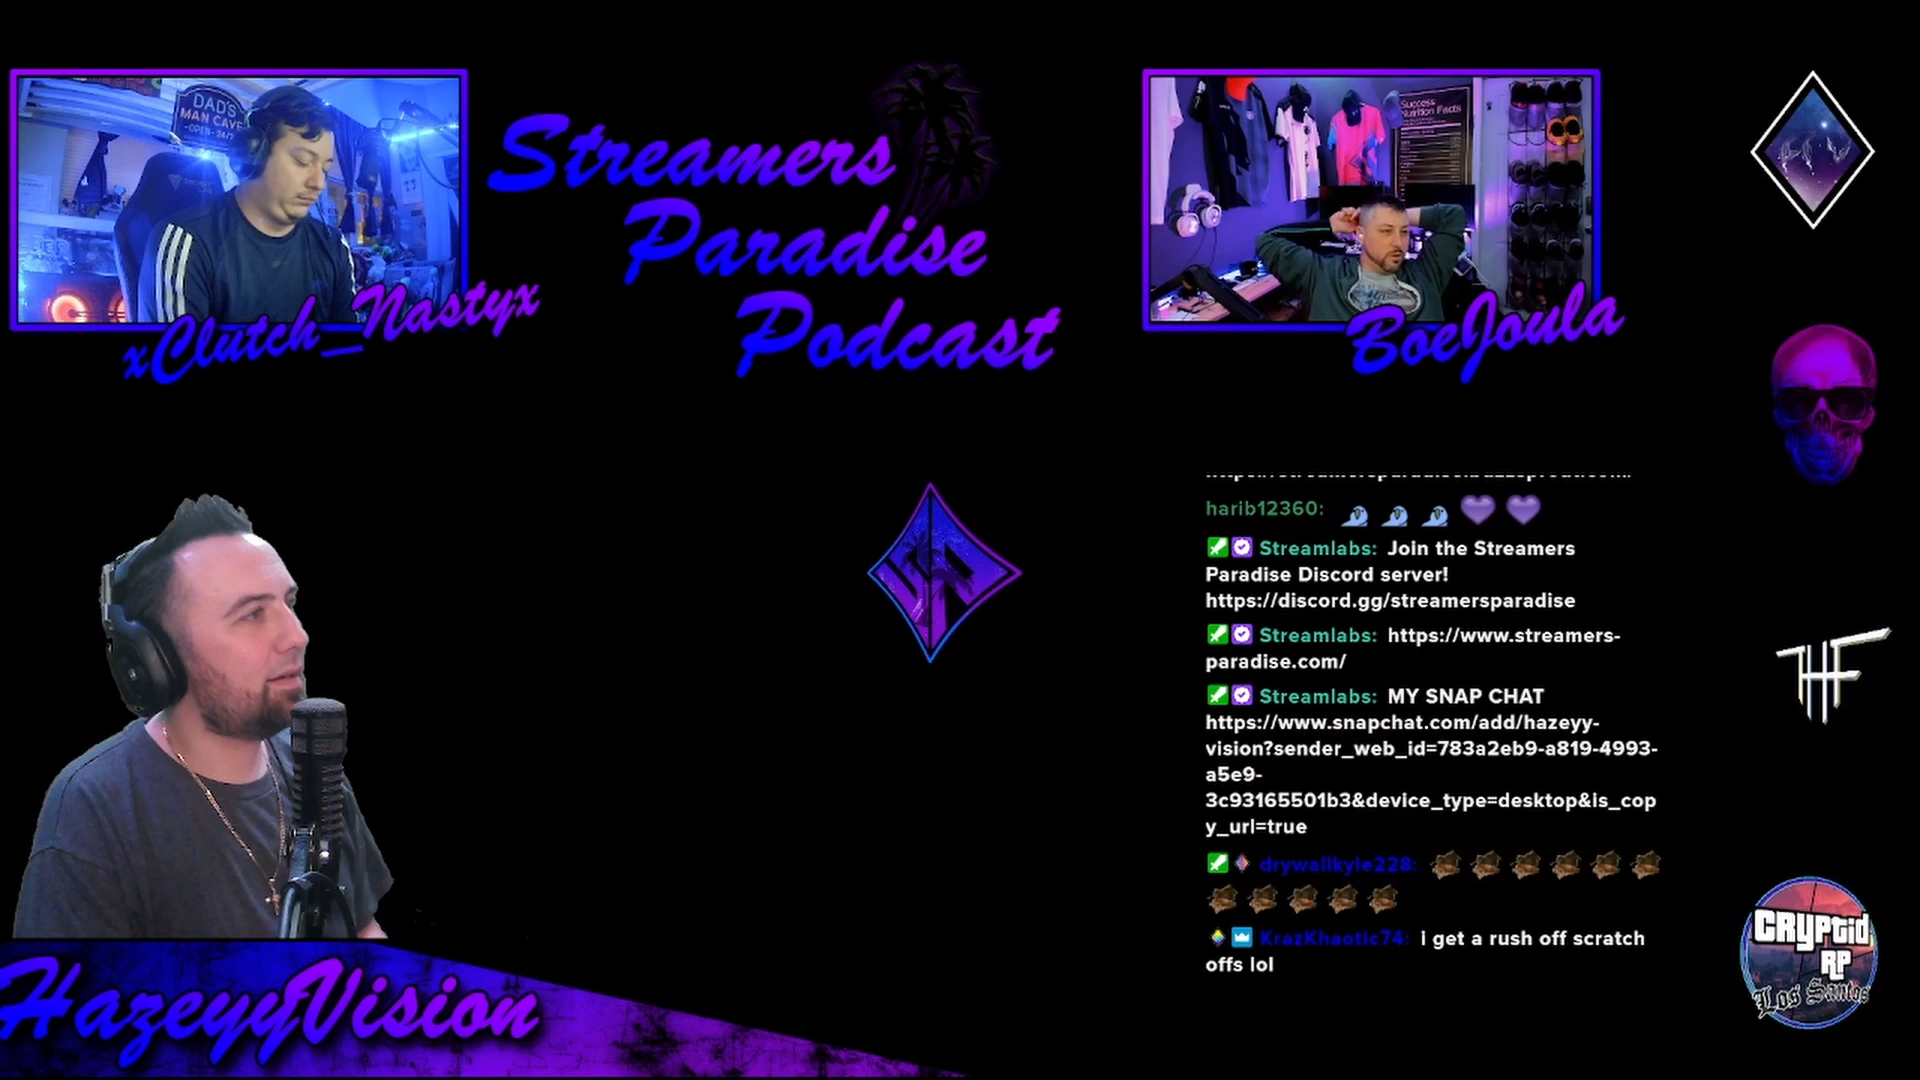 DAD'S
MAN CAVE
-OPEN-24/7
xClutch_Nastyx
Streamers
Paradise
Podcast
Success
Nutrition Facts
BoeJoula
harib12360:
Streamlabs: Join the Streamers
Paradise Discord server!
https://discord.gg/streamersparadise
Streamlabs: https://www.streamers-
paradise.com/
Streamlabs: MY SNAP CHAT
https://www.snapchat.com/add/hazeyy-
vision?sender_web_id=783a2eb9-a819-4993-
a5e9-
3c93165501b3&device_type=desktop&is_cop
y_url=true
drywallkyle228:
KrazKhaotic74: i get a rush off scratch
offs lol
THF
CRYPTID
RP
Los Santos
HazeyyVision